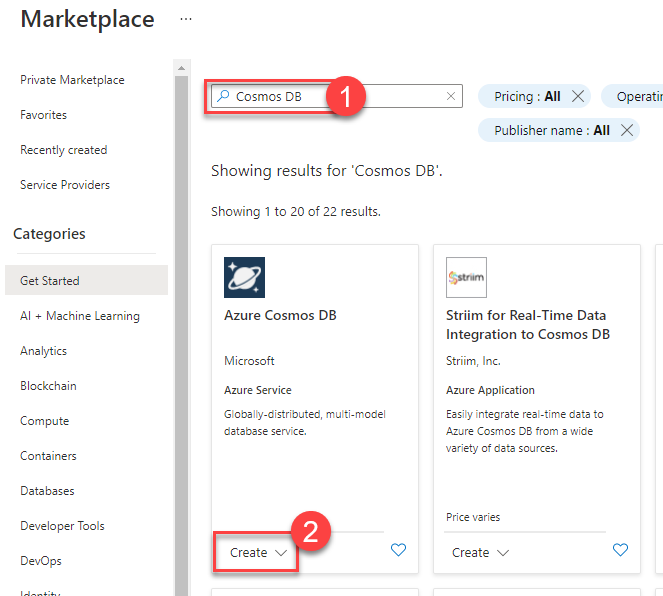 Marketplace ...
Private Marketplace
Favorites
Recently created
Service Providers
Categories
Get Started
AI + Machine Learning
Analytics
Blockchain
Compute
Containers
Databases
Developer Tools
DevOps
Identity
Cosmos DB
1
Pricing : All
Operatin
Publisher name : All
Showing results for 'Cosmos DB'.
Showing 1 to 20 of 22 results.
Azure Cosmos DB
Microsoft
Azure Service
Globally-distributed, multi-model
database service.
2
Create
striim
Striim for Real-Time Data
Integration to Cosmos DB
Striim, Inc.
Azure Application
Easily integrate real-time data to
Azure Cosmos DB from a wide
variety of data sources.
Price varies
Create